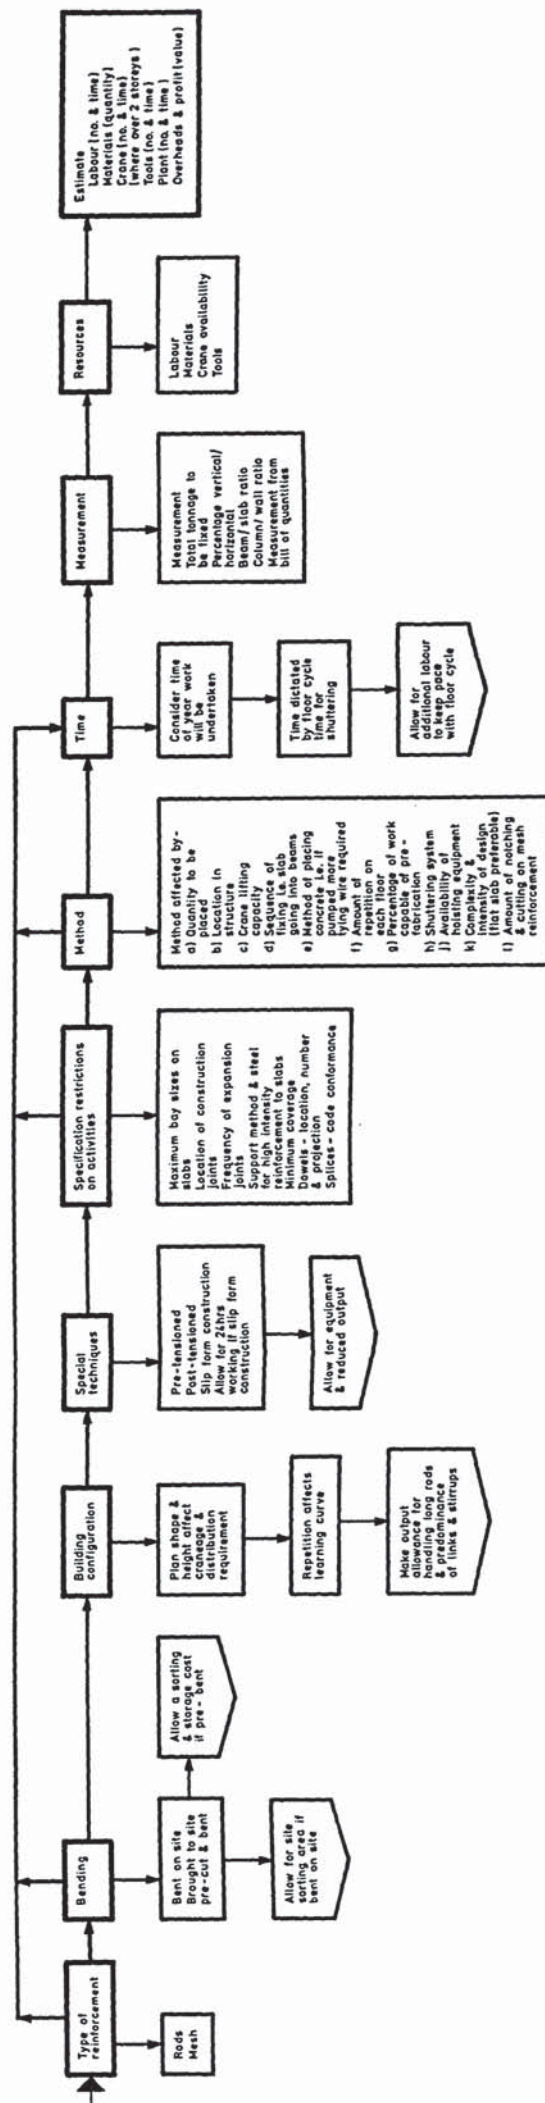 Type of
reinforcement
Rods
Mesh
Bending
Bent on site
Brought to site
pre-cut & bent
Allow a sorting
& storage cost
if pre-bent
Allow for site
sorting area if
bent on site
Building
configuration
Plan shape &
height affect
craneage &
distribution
requirement
Repetition affects
learning curve
Make output
allowance for
handling long rods
& predominance
of links & stirrups
Special
techniques
Pre-tensioned
Post-tensioned
Slip form construction
Allow for 24hrs
working if slip form
construction
Allow for equipment
& reduced output
Specification restrictions
on activities
Maximum bay sizes on
slabs
Location of construction
joints
Frequency of expansion
joints
Support method & steel
for high intensity
reinforcement to slabs
Minimum coverage
Dowels - location, number
& projection
Splices - code conformance
Method
Method affected by-
a) Quantity to be
placed
b) Location in
structure
c) Crane lifting
capacity
d) Sequence of
fixing i.e. slab
going into beams
e) Method of placing
concrete i.e. if
pumped more
tying wire required
f) Amount of
repetition on
each floor
g) Percentage of work
capable of pre-
fabrication
h) Shuttering system
j) Availability of
hoisting equipment
k) Complexity &
intensity of design
(flat slab preferable)
l) Amount of notching
& cutting on mesh
reinforcement
Time
Consider time
of year work
will be
undertaken
Time dictated
by floor cycle
time for
shuttering
Allow for
additional labour
to keep pace
with floor cycle
Measurement
Measurement
Total tonnage to
be fixed
Percentage vertical/
horizontal
Beam/slab ratio
Column/wall ratio
Measurement from
bill of quantities
Resources
Labour
Materials
Crane availability
Tools
Estimate
Labour (no. & time)
Materials (quantity)
Crane (no. & time)
(where over 2 storeys)
Tools (no. & time)
Plant (no. & time)
Overheads & profit (value)